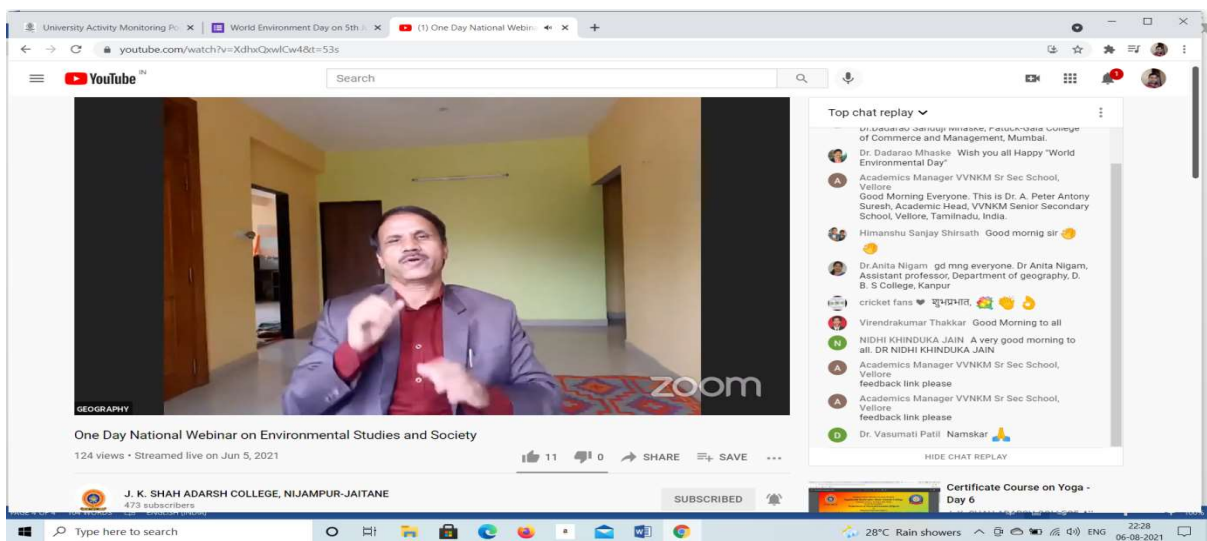 University Activity Monitoring Po
World Environment Day on 5th J
(1) One Day National Webin
youtube.com/watch?v=XdhxQxwlCw4&t=53s
YouTube IN
Search
1
Top chat replay
of Commerce and Management, Mumbai.
Dr. Dadarao Mhaske Wish you all Happy "World
Environmental Day"
A
Academics Manager VVNKM Sr Sec School,
Vellore
Good Morning Everyone. This is Dr. A. Peter Antony
Suresh, Academic Head, VVNKM Senior Secondary
School, Vellore, Tamilnadu, India.
Himanshu Sanjay Shirsath Good mornig sir
Dr.Anita Nigam gd mng everyone. Dr Anita Nigam,
Assistant professor, Department of geography, D.
B. S College, Kanpur
cricket fans शुभप्रभात,
Virendrakumar Thakkar Good Morning to all
N
NIDHI KHINDUKA JAIN A very good morning to
all. DR NIDHI KHINDUKA JAIN
A
Academics Manager VVNKM Sr Sec School,
Vellore
feedback link please
A
Academics Manager VVNKM Sr Sec School,
Vellore
feedback link please
D
Dr. Vasumati Patil Namskar
HIDE CHAT REPLAY
zoom
GEOGRAPHY
One Day National Webinar on Environmental Studies and Society
124 views • Streamed live on Jun 5, 2021
11 0 SHARE SAVE
J. K. SHAH ADARSH COLLEGE, NIJAMPUR-JAITANE
473 subscribers
SUBSCRIBED
Certificate Course on Yoga -
Day 6
Type here to search
28°C Rain showers
ENG
22:28
06-08-2021